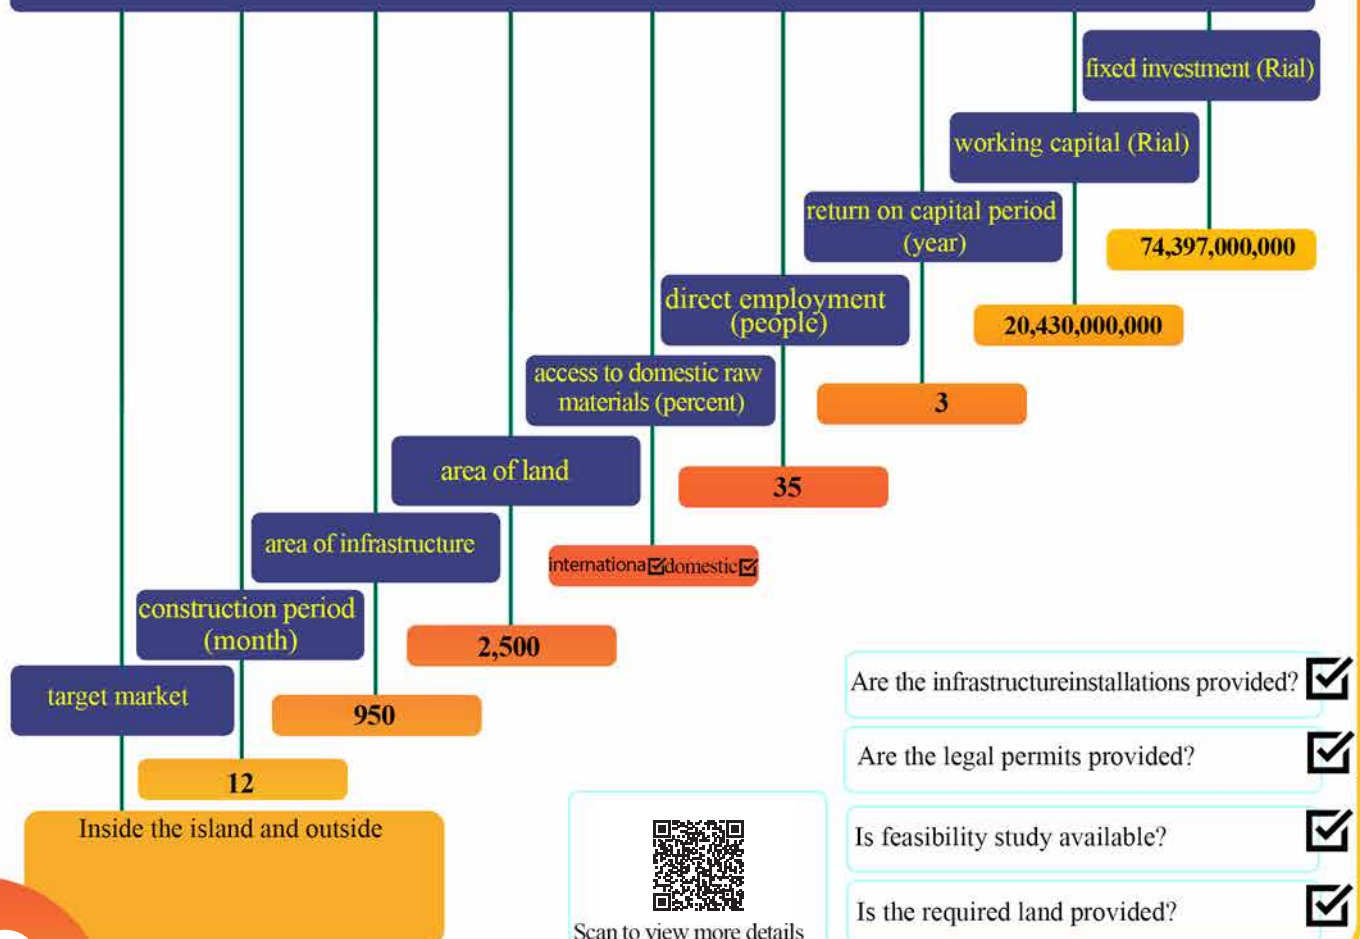 fixed investment (Rial)
74,397,000,000
working capital (Rial)
20,430,000,000
return on capital period
(year)
3
direct employment
(people)
35
access to domestic raw
materials (percent)
internationa domestic
area of land
2,500
area of infrastructure
950
construction period
(month)
12
target market
Inside the island and outside
Are the infrastructureinstallations provided?
Are the legal permits provided?
Is feasibility study available?
Is the required land provided?
Scan to view more details